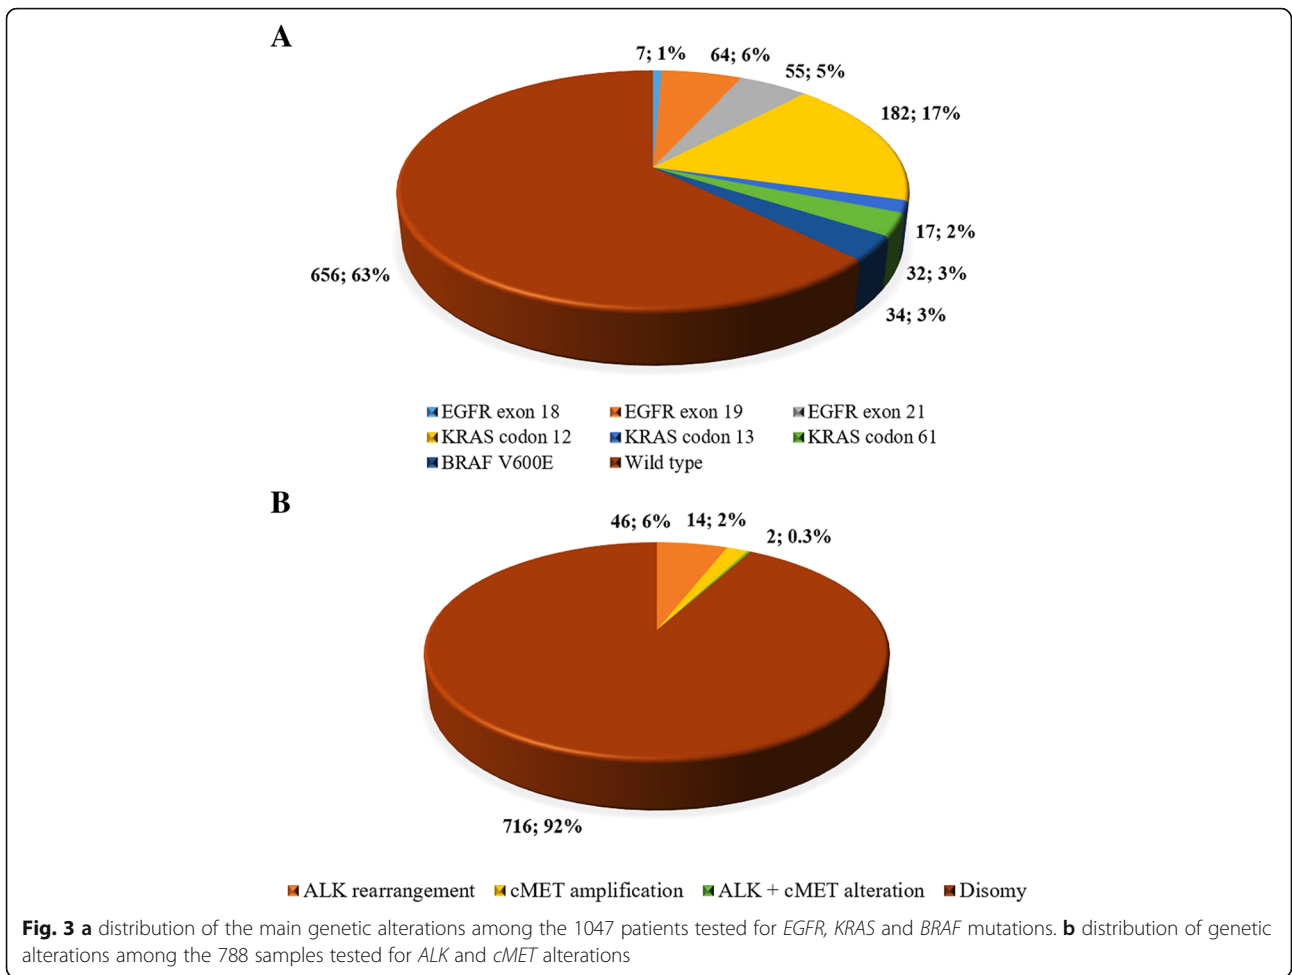 A
7; 1%
64; 6%
55; 5%
182; 17%
17; 2%
32; 3%
34; 3%
656; 63%
EGFR exon 18 EGFR exon 19 EGFR exon 21
KRAS codon 12 KRAS codon 13 KRAS codon 61
BRAF V600E Wild type
B
46; 6%
14; 2%
2; 0.3%
716; 92%
ALK rearrangement cMET amplification ALK + cMET alteration Disomy
Fig. 3 a distribution of the main genetic alterations among the 1047 patients tested for EGFR, KRAS and BRAF mutations. b distribution of genetic
alterations among the 788 samples tested for ALK and cMET alterations